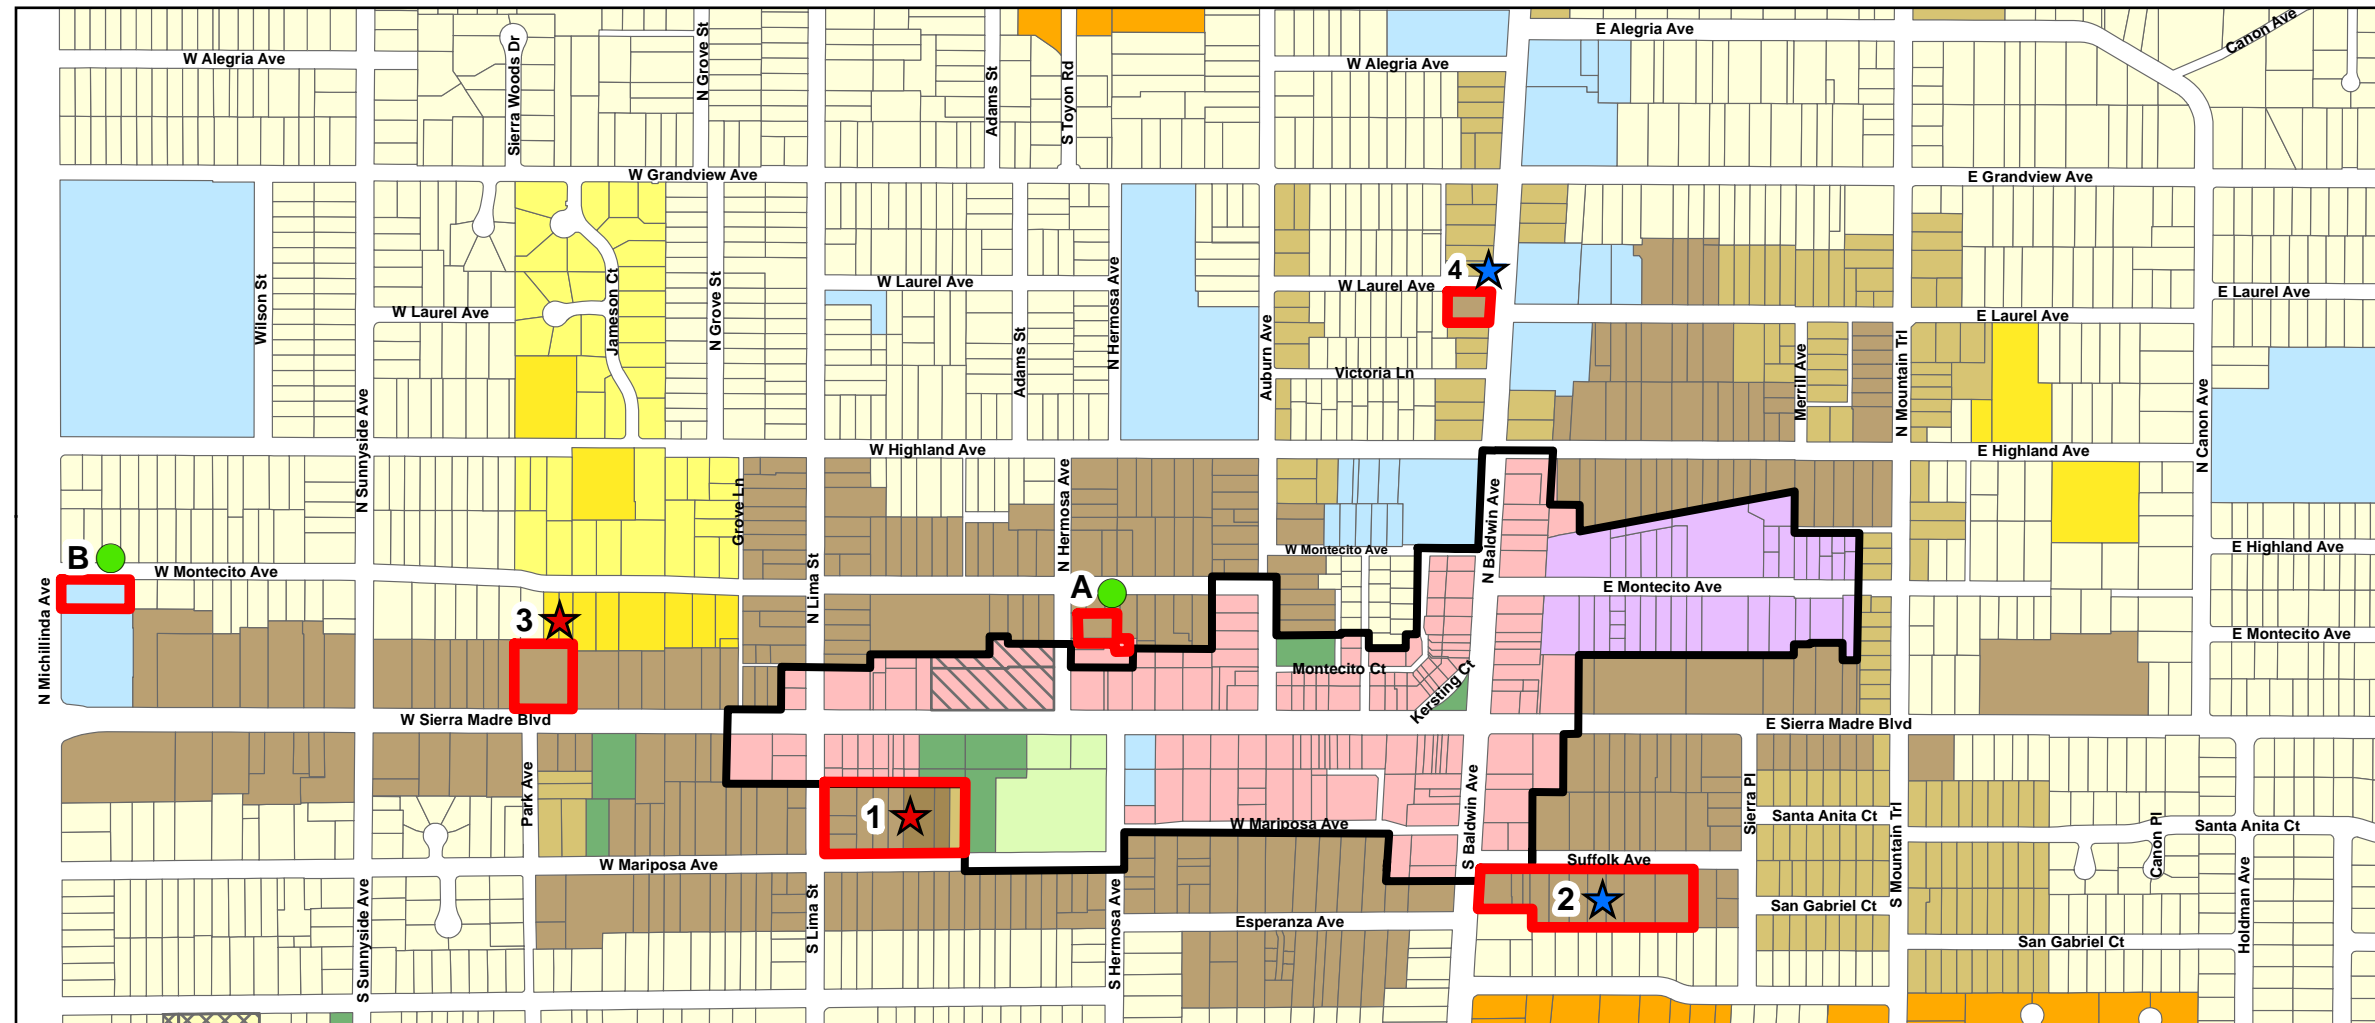 Canon Ave
E Alegria Ave
W Alegria Ave
W Alegria Ave
Sierra Woods Dr
N Grove St
Adams St
S Toyon Rd
W Grandview Ave
E Grandview Ave
4
Wilson St
Jameson Ct
N Grove St
W Laurel Ave
W Laurel Ave
W Laurel Ave
N Hermosa Ave
Adams St
Auburn Ave
E Laurel Ave
E Laurel Ave
Victoria Ln
Merrill Ave
N Mountain Trl
N Canon Ave
N Sunnyside Ave
W Highland Ave
E Highland Ave
Grove Ln
N Hermosa Ave
N Baldwin Ave
B
W Montecito Ave
W Montecito Ave
E Highland Ave
N Michillinda Ave
N Lima St
A
E Montecito Ave
3
E Montecito Ave
Montecito Ct
Kersting Ct
W Sierra Madre Blvd
E Sierra Madre Blvd
Park Ave
1
S Baldwin Ave
Sierra Pl
Santa Anita Ct
Santa Anita Ct
W Mariposa Ave
W Mariposa Ave
Suffolk Ave
S Mountain Trl
Canon Pl
Holdman Ave
S Sunnyside Ave
S Lima St
S Hermosa Ave
2
Esperanza Ave
San Gabriel Ct
San Gabriel Ct